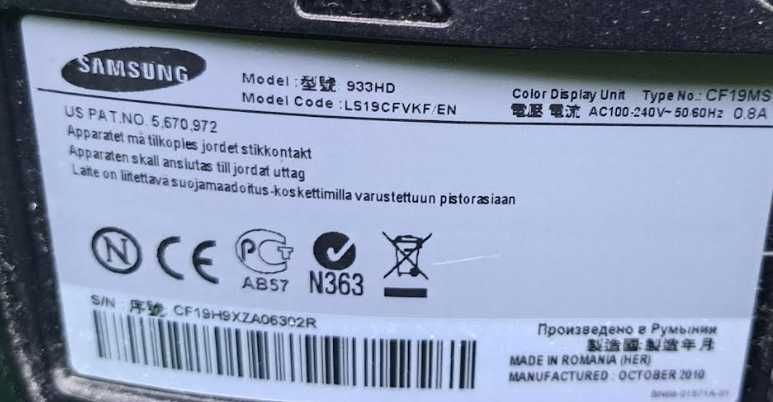 SAMSUNG
Model : 型號 933HD
Model Code : LS19CFVKF/EN
Color Display Unit Type No.: CF19MS
電壓 電流 AC100-240V~ 50/60Hz 0.8A
US PAT.NO. 5,670,972
Apparatet må tilkoples jordet stikkontakt
Apparaten skall anslutas till jordat uttag
Laite on liitettävä suojamaadoitus-koskettimilla varustettuun pistorasiaan
N CE PCT
AB57 N363
S/N : 序號 CF19H9XZA06302R
Произведено в Румынии
製造國:製造年月
MADE IN ROMANIA (HER)
MANUFACTURED : OCTOBER 2010